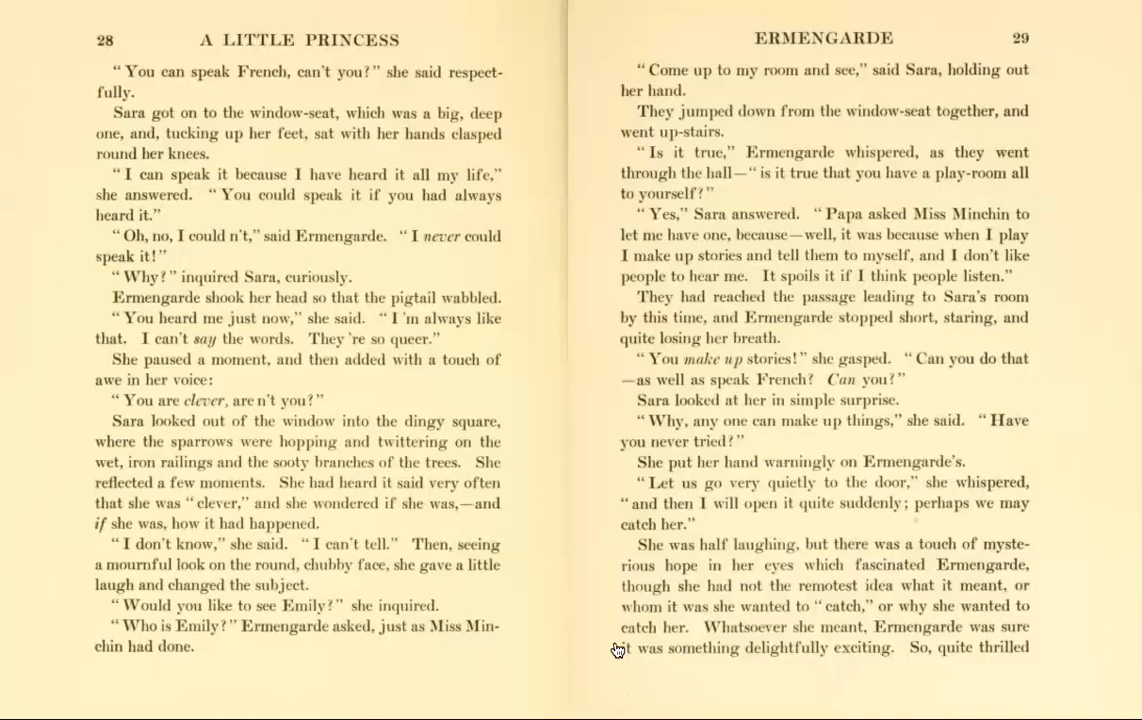 28 A LITTLE PRINCESS
“ You can speak French, can't you? ” she said respect-
fully.
Sara got on to the window-seat, which was a big, deep
one, and, tucking up her feet, sat with her hands clasped
round her knees.
“ I can speak it because I have heard it all my life,”
she answered. “ You could speak it if you had always
heard it.”
“ Oh, no, I could n't,” said Ermengarde. “ I never could
speak it! ”
“ Why? ” inquired Sara, curiously.
Ermengarde shook her head so that the pigtail wabbled.
“ You heard me just now,” she said. “ I 'm always like
that. I can't say the words. They 're so queer.”
She paused a moment, and then added with a touch of
awe in her voice:
“ You are clever, are n't you? ”
Sara looked out of the window into the dingy square,
where the sparrows were hopping and twittering on the
wet, iron railings and the sooty branches of the trees. She
reflected a few moments. She had heard it said very often
that she was “ clever,” and she wondered if she was,—and
if she was, how it had happened.
“ I don't know,” she said. “ I can't tell.” Then, seeing
a mournful look on the round, chubby face, she gave a little
laugh and changed the subject.
“ Would you like to see Emily? ” she inquired.
“ Who is Emily? ” Ermengarde asked, just as Miss Min-
chin had done.
ERMENGARDE 29
“ Come up to my room and see,” said Sara, holding out
her hand.
They jumped down from the window-seat together, and
went up-stairs.
“ Is it true,” Ermengarde whispered, as they went
through the hall—“ is it true that you have a play-room all
to yourself? ”
“ Yes,” Sara answered. “ Papa asked Miss Minchin to
let me have one, because—well, it was because when I play
I make up stories and tell them to myself, and I don't like
people to hear me. It spoils it if I think people listen.”
They had reached the passage leading to Sara's room
by this time, and Ermengarde stopped short, staring, and
quite losing her breath.
“ You make up stories! ” she gasped. “ Can you do that
—as well as speak French? Can you? ”
Sara looked at her in simple surprise.
“ Why, any one can make up things,” she said. “ Have
you never tried? ”
She put her hand warningly on Ermengarde's.
“ Let us go very quietly to the door,” she whispered,
“ and then I will open it quite suddenly; perhaps we may
catch her.”
She was half laughing, but there was a touch of myste-
rious hope in her eyes which fascinated Ermengarde,
though she had not the remotest idea what it meant, or
whom it was she wanted to “ catch,” or why she wanted to
catch her. Whatsoever she meant, Ermengarde was sure
it was something delightfully exciting. So, quite thrilled